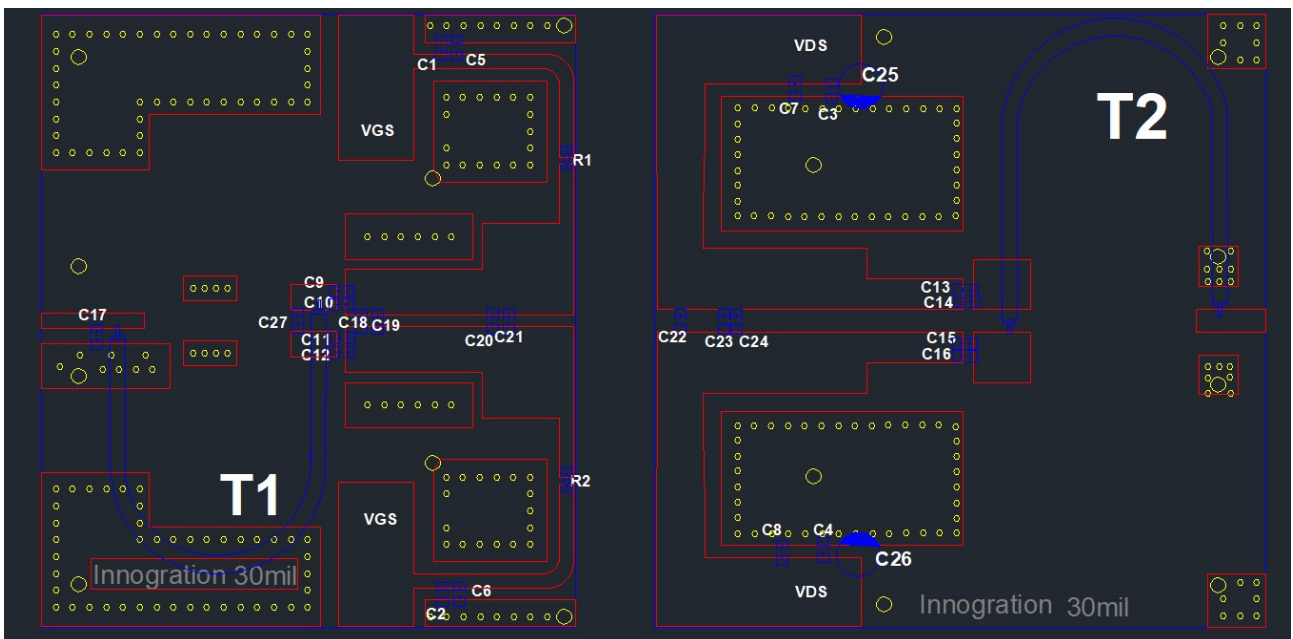 VDS
C1
C5
C25
C7
C3
T2
VGS
R1
C9
C10
C13
C14
C17
C27
C18
C19
C20
C21
C22
C23
C24
C11
C12
C15
C16
T1
R2
VGS
C8
C4
C26
Innogration 30mil
C6
C2
VDS
Innogration 30mil